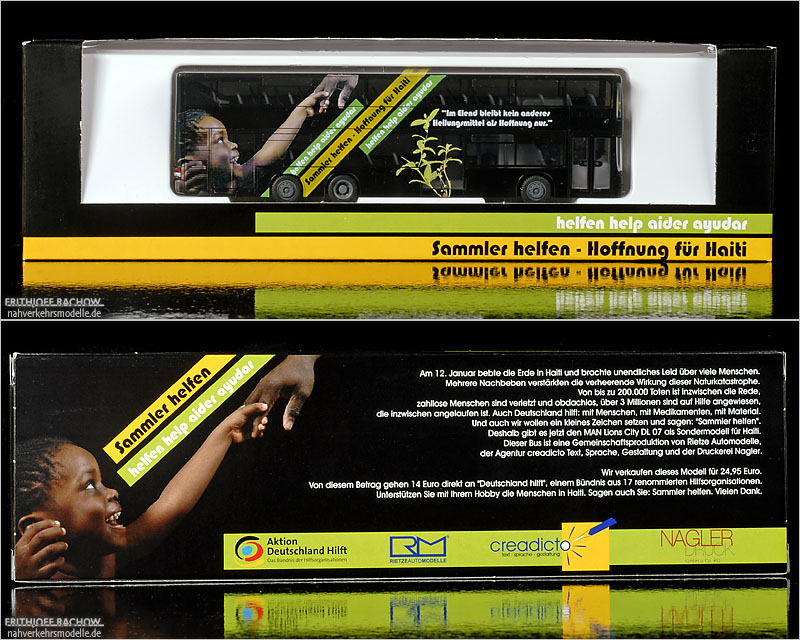 helfen help aider ayudar
Sammler helfen - Hoffnung für Haiti
helfen help aider ayudar
"Im Elend bleibt kein anderes
Heilungsmittel als Hoffnung nur."
helfen help aider ayudar
Sammler helfen - Hoffnung für Haiti
FRITHJOFF BACHOW
nahverkehrsmodelle.de
Sammler helfen
helfen help aider ayudar
Am 12. Januar bebte die Erde in Haiti und brachte unendliches Leid über viele Menschen.
Mehrere Nachbeben verstärkten die verheerende Wirkung dieser Naturkatastrophe.
Von bis zu 200.000 Toten ist inzwischen die Rede,
zahllose Menschen sind verletzt und obdachlos, über 3 Millionen sind auf Hilfe angewiesen,
die inzwischen angelaufen ist. Auch Deutschland hilft: mit Menschen, mit Medikamenten, mit Material.
Und auch wir wollen ein kleines Zeichen setzen und sagen: "Sammler helfen".
Deshalb gibt es jetzt den MAN Lions City DL 07 als Sondermodell für Haiti.
Dieser Bus ist eine Gemeinschaftsproduktion von Rietze Automodelle,
der Agentur creadicto Text, Sprache, Gestaltung und der Druckerei Nagler.
Wir verkaufen dieses Modell für 24,95 Euro.
Von diesem Betrag gehen 14 Euro direkt an "Deutschland hilft", einem Bündnis aus 17 renommierten Hilfsorganisationen.
Unterstützen Sie mit Ihrem Hobby die Menschen in Haiti. Sagen auch Sie: Sammler helfen. Vielen Dank.
Aktion
Deutschland Hilft
Das Bündnis der Hilfsorganisationen
RM
RIETZEAUTOMODELLE
creadicto
text - sprache - gestaltung
NAGLER
DRUCK
GmbH u. Co. KG
FRITHJOFF BACHOW
nahverkehrsmodelle.de